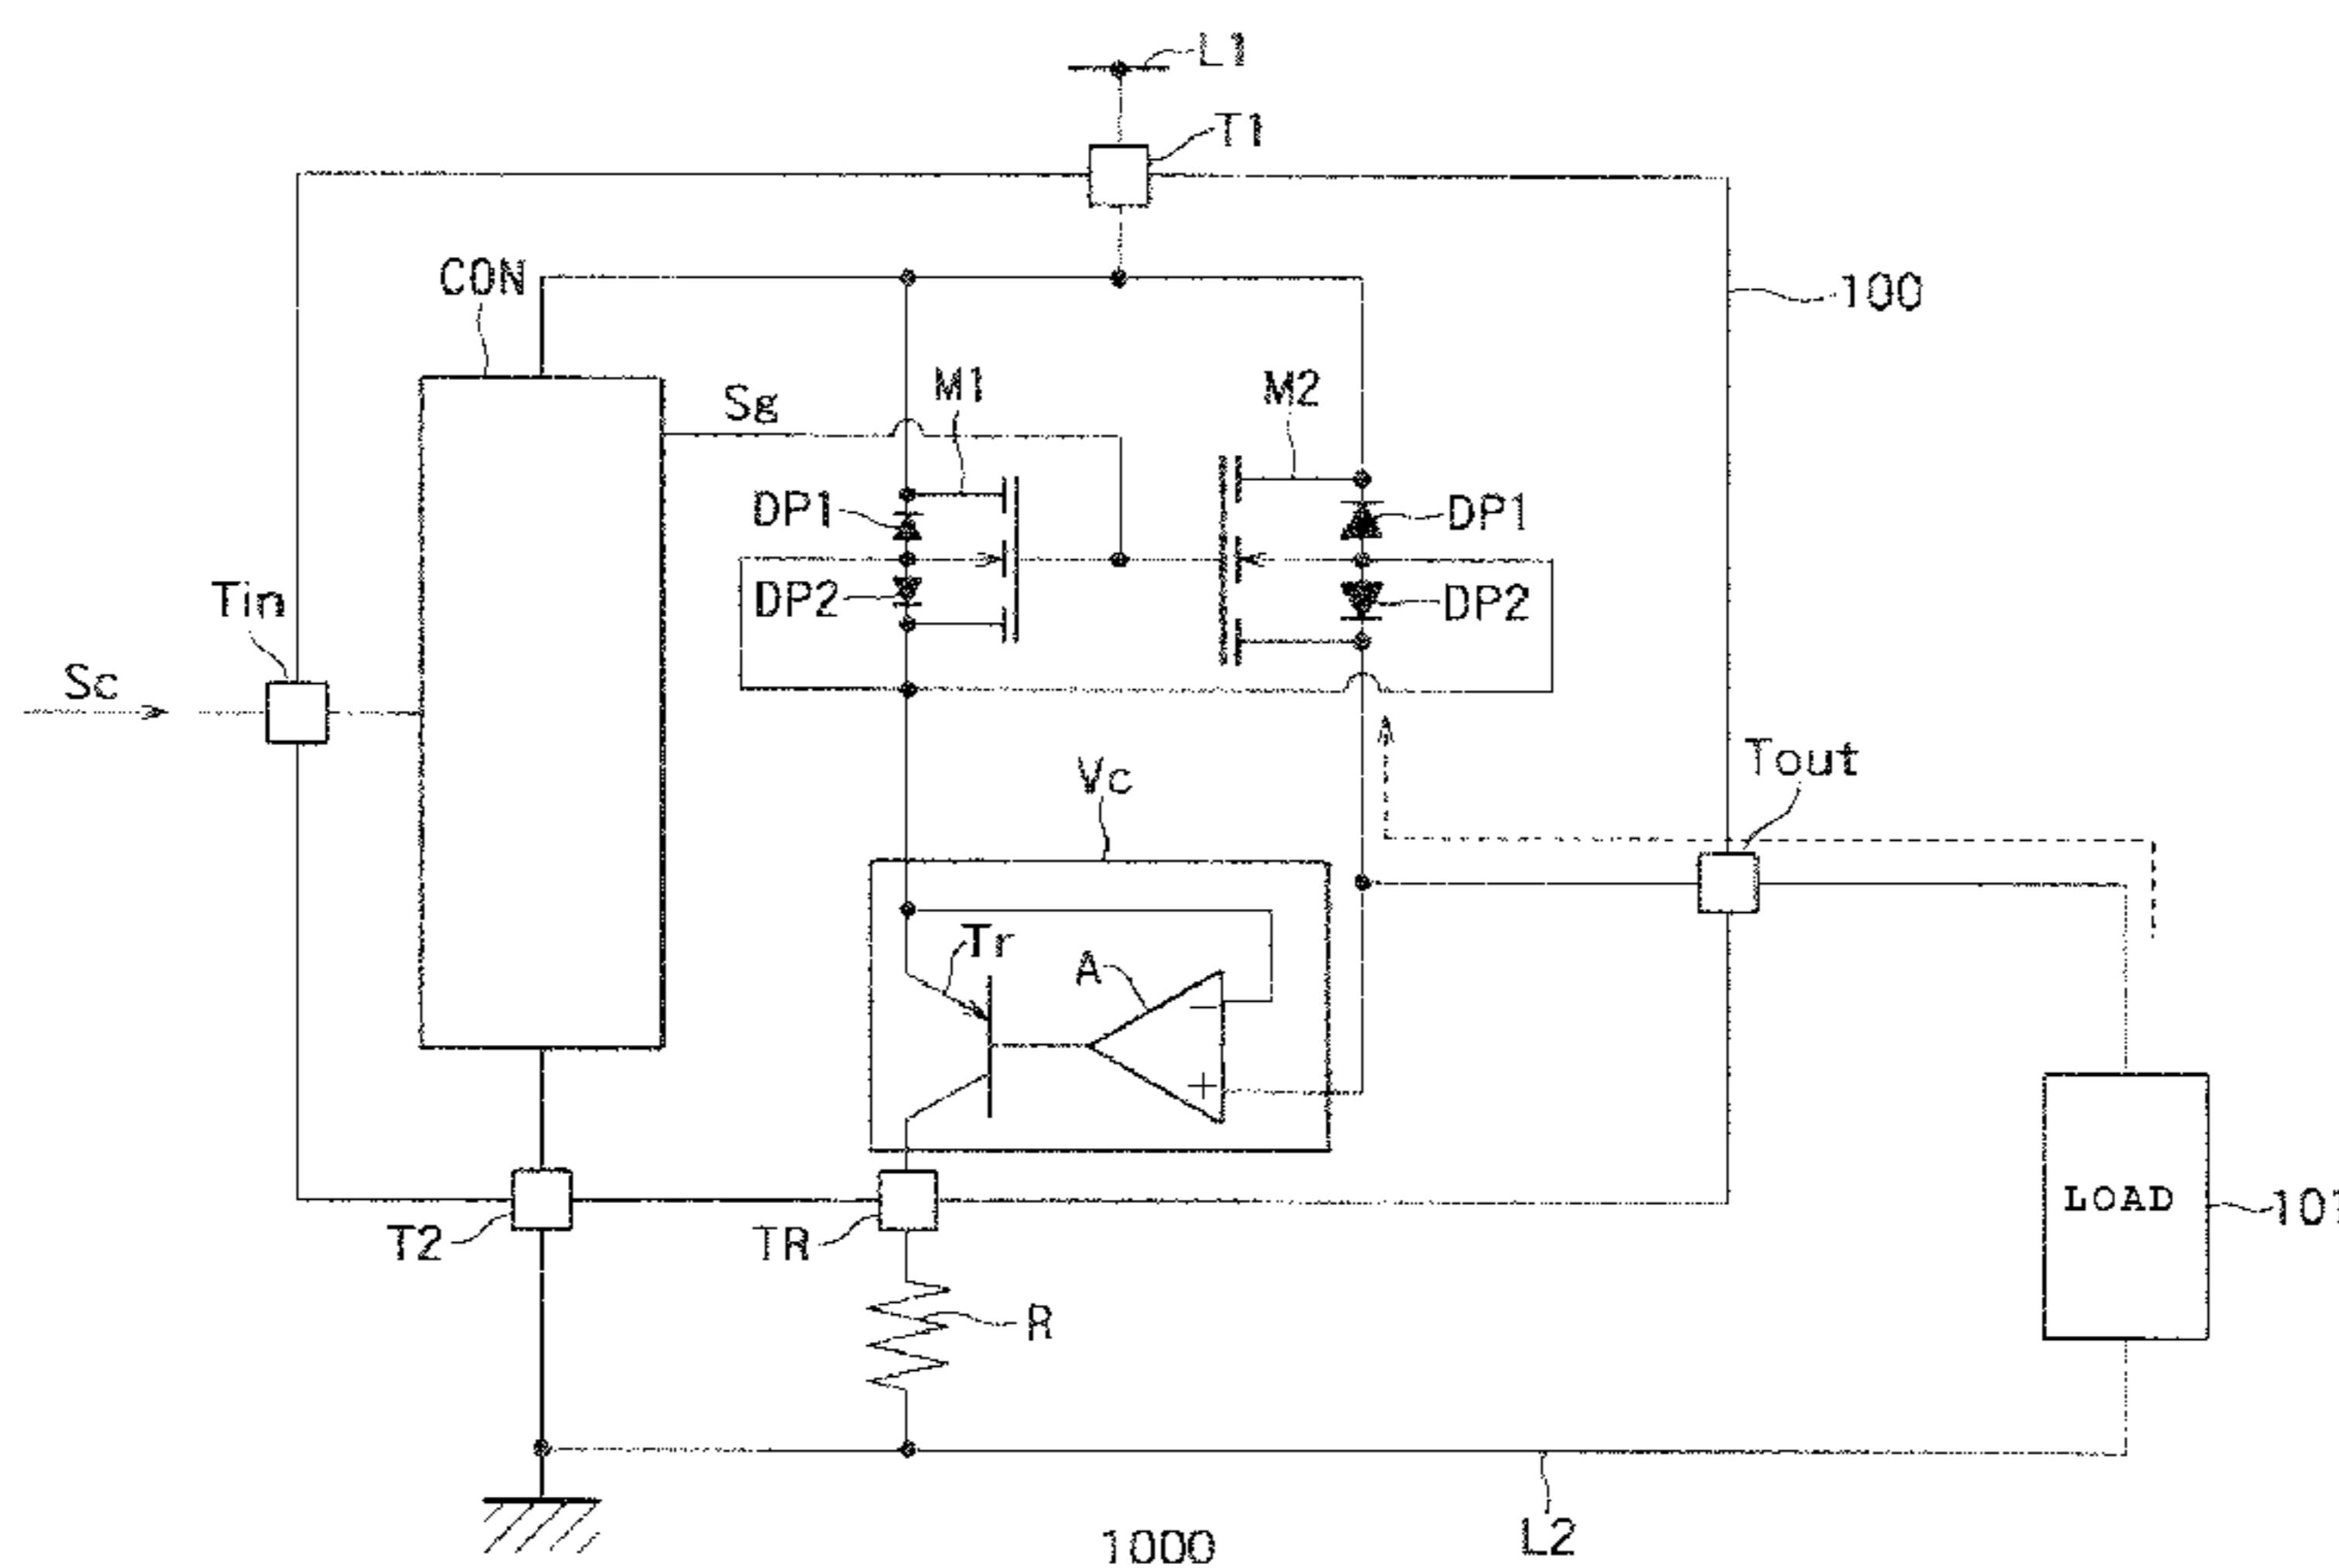 L1
T1
CON
100
Sg
M1
M2
DP1
DP1
DP2
DP2
Tin
Sc
Vc
Tout
Tr
A
−
+
LOAD
T2
TR
R
L2
1000